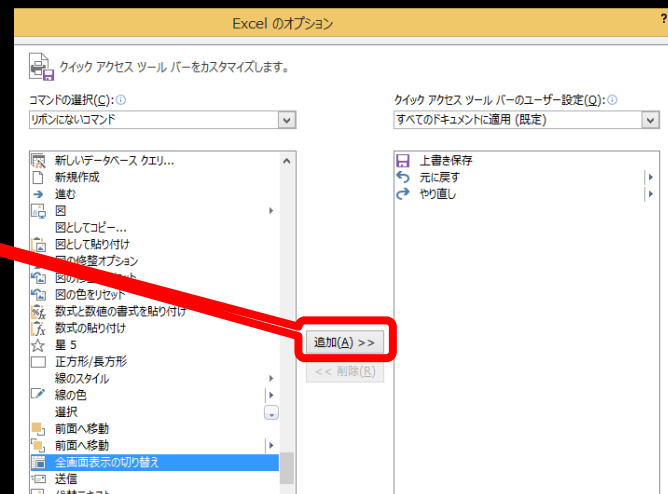 Excel のオプション
?
クイック アクセス ツール バーをカスタマイズします。
コマンドの選択(C):
リボンにないコマンド
新しいデータベース クエリ...
新規作成
進む
図
図としてコピー...
図として貼り付け
図の修整オプション
図の色をリセット
数式と数値の書式を貼り付け
数式の貼り付け
星 5
正方形/長方形
線のスタイル
線の色
選択
前面へ移動
前面へ移動
全画面表示の切り替え
送信
追加(A) >>
<< 削除(R)
クイック アクセス ツール バーのユーザー設定(Q):
すべてのドキュメントに適用 (既定)
上書き保存
元に戻す
やり直し